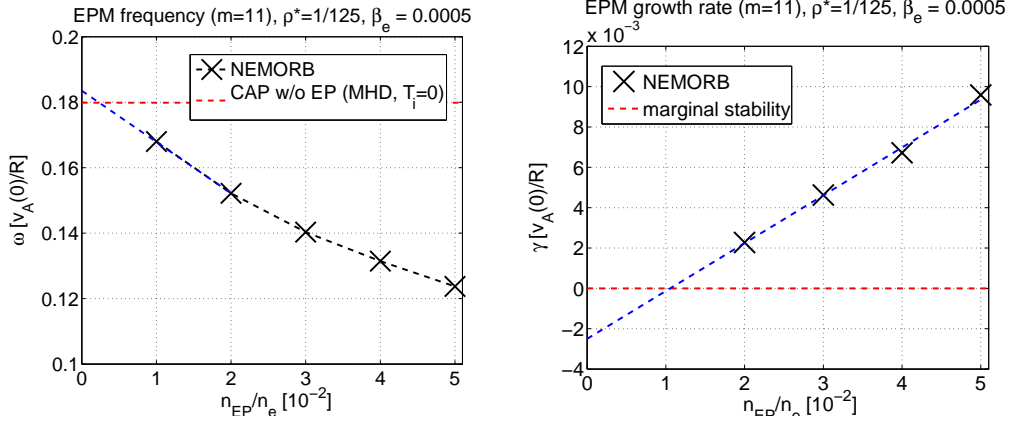 EPM frequency (m=11), ρ*=1/125, β_e = 0.0005
0.2
0.18
0.16
0.14
0.12
0.1
ω [v_A(0)/R]
NEMORB
CAP w/o EP (MHD, T_i=0)
0 1 2 3 4 5
n_EP/n_e [10^-2]
EPM growth rate (m=11), ρ*=1/125, β_e = 0.0005
x 10^-3
12
10
8
6
4
2
0
−2
−4
γ [v_A(0)/R]
NEMORB
marginal stability
0 1 2 3 4 5
n_EP/n_e [10^-2]